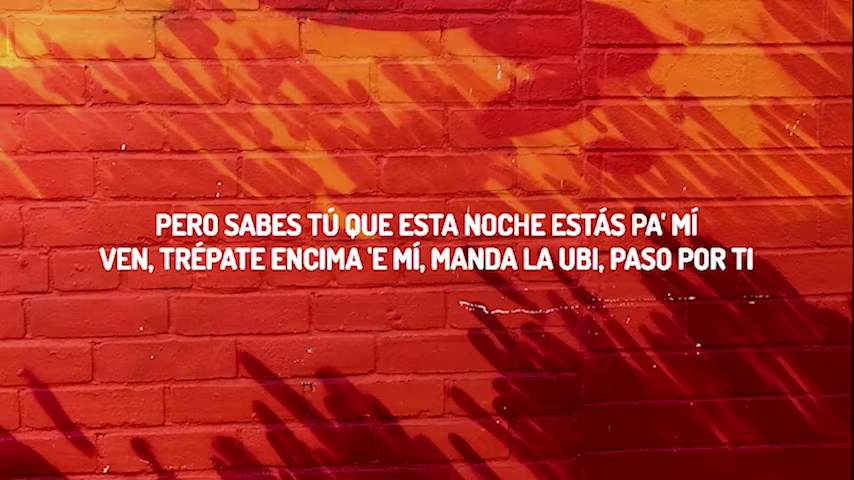 PERO SABES TÚ QUE ESTA NOCHE ESTÁS PA' MÍ
VEN, TRÉPATE ENCIMA 'E MÍ, MANDA LA UBI, PASO POR TI